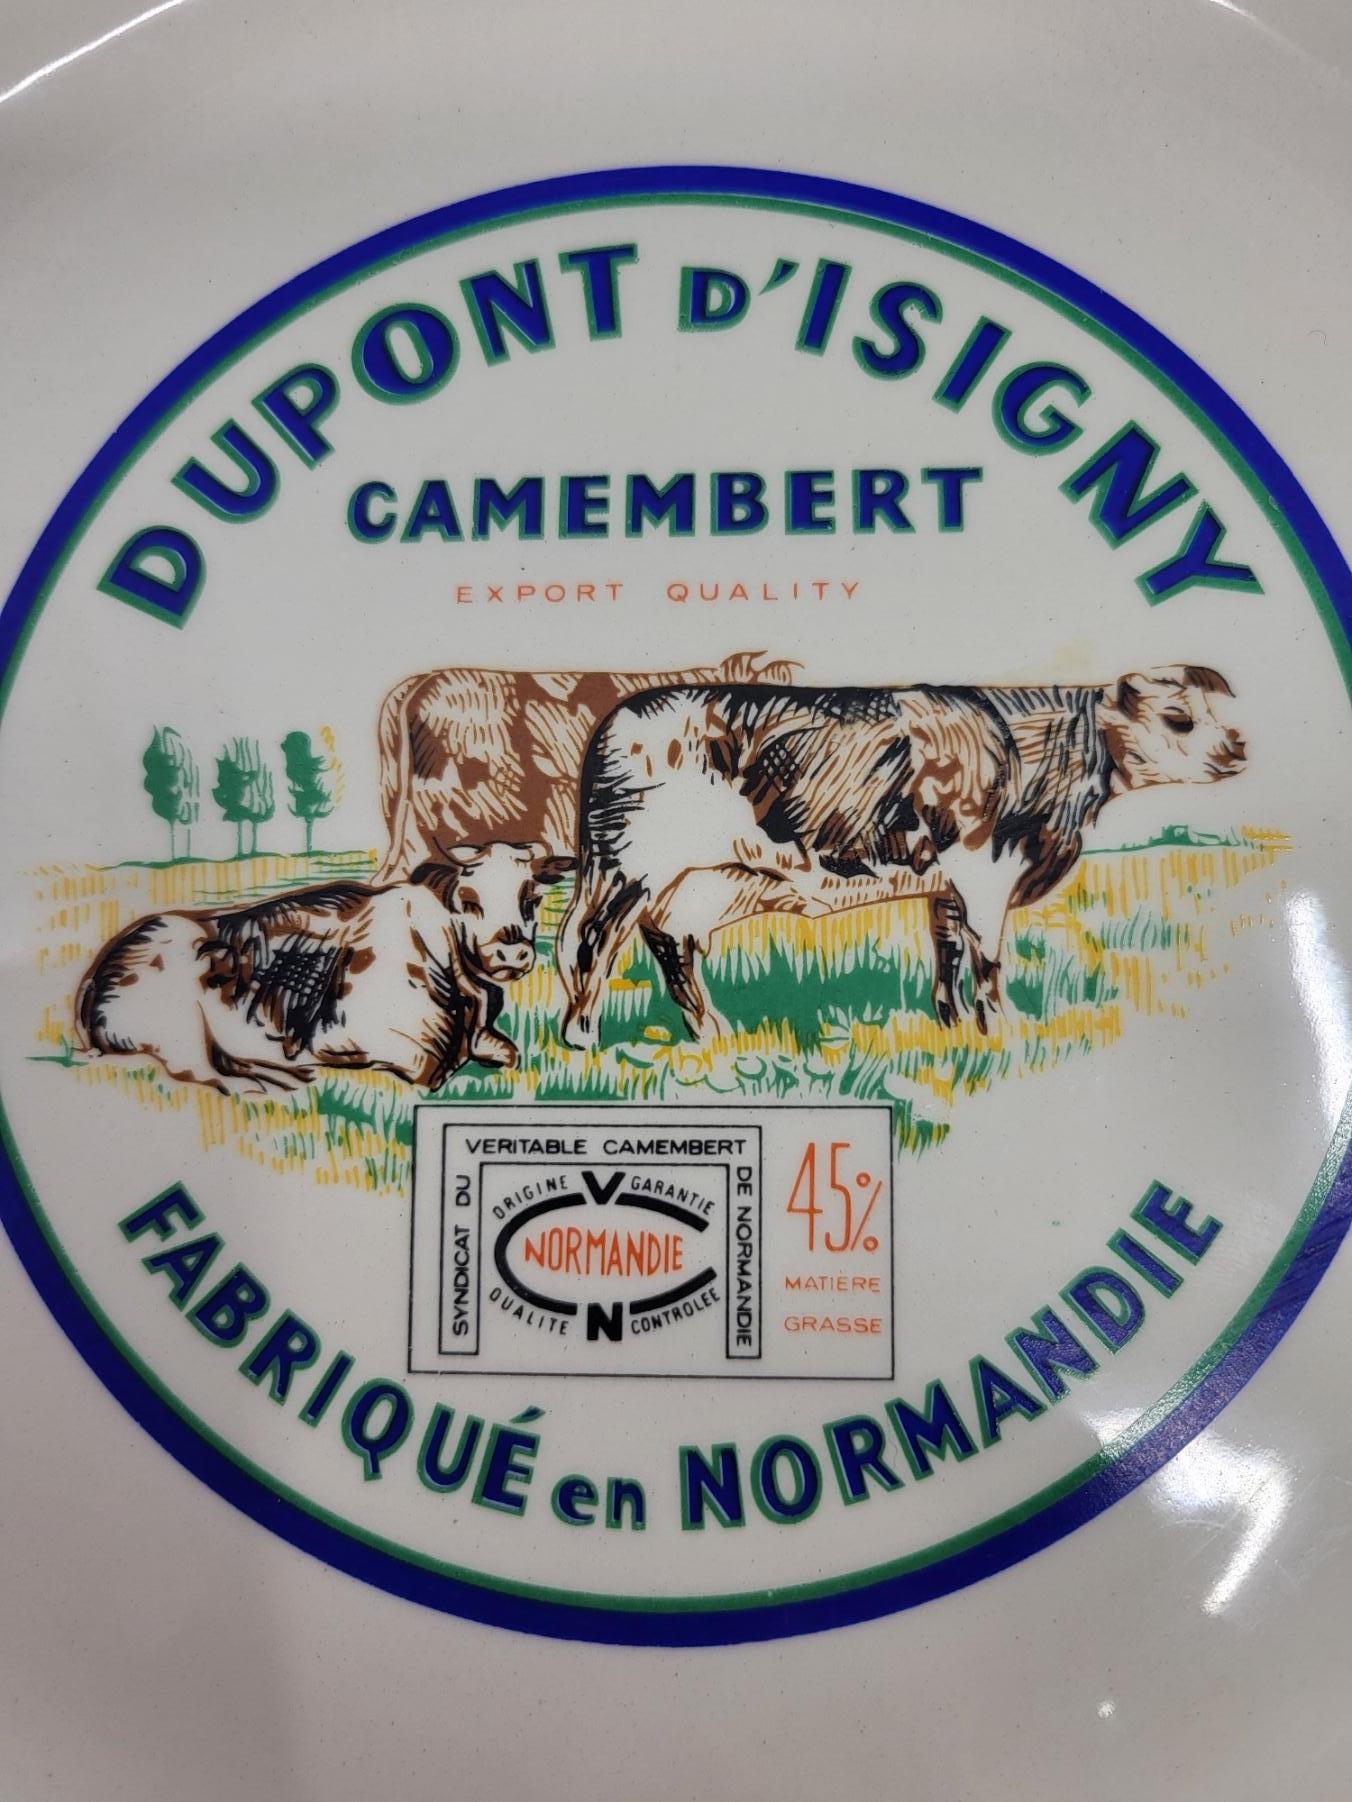 DUPONT D'ISIGNY
CAMEMBERT
EXPORT QUALITY
SYNDICAT DU
VERITABLE CAMEMBERT
DE NORMANDIE
ORIGINE V GARANTIE
NORMANDIE
QUALITE N CONTROLEE
45%
MATIÈRE
GRASSE
FABRIQUÉ en NORMANDIE